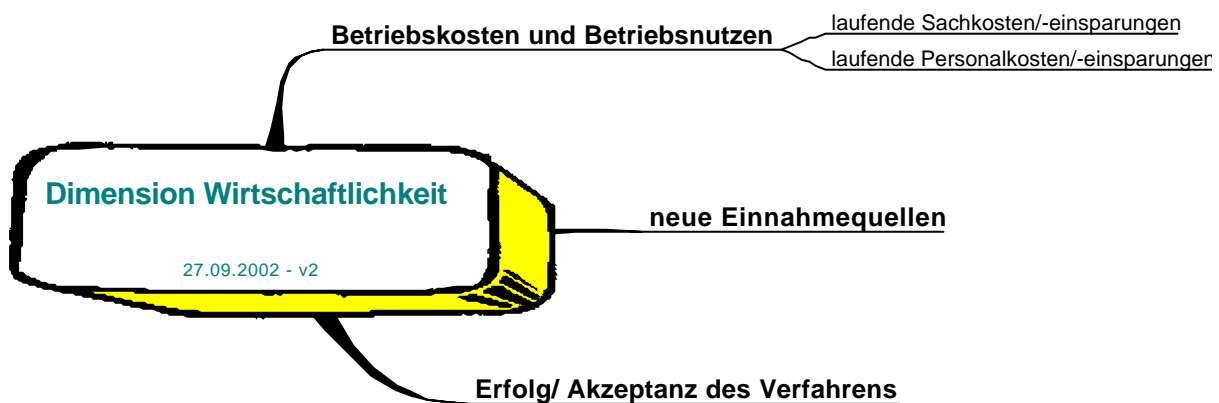 Betriebskosten und Betriebsnutzen
laufende Sachkosten/-einsparungen
laufende Personalkosten/-einsparungen
Dimension Wirtschaftlichkeit
27.09.2002 - v2
neue Einnahmequellen
Erfolg/ Akzeptanz des Verfahrens